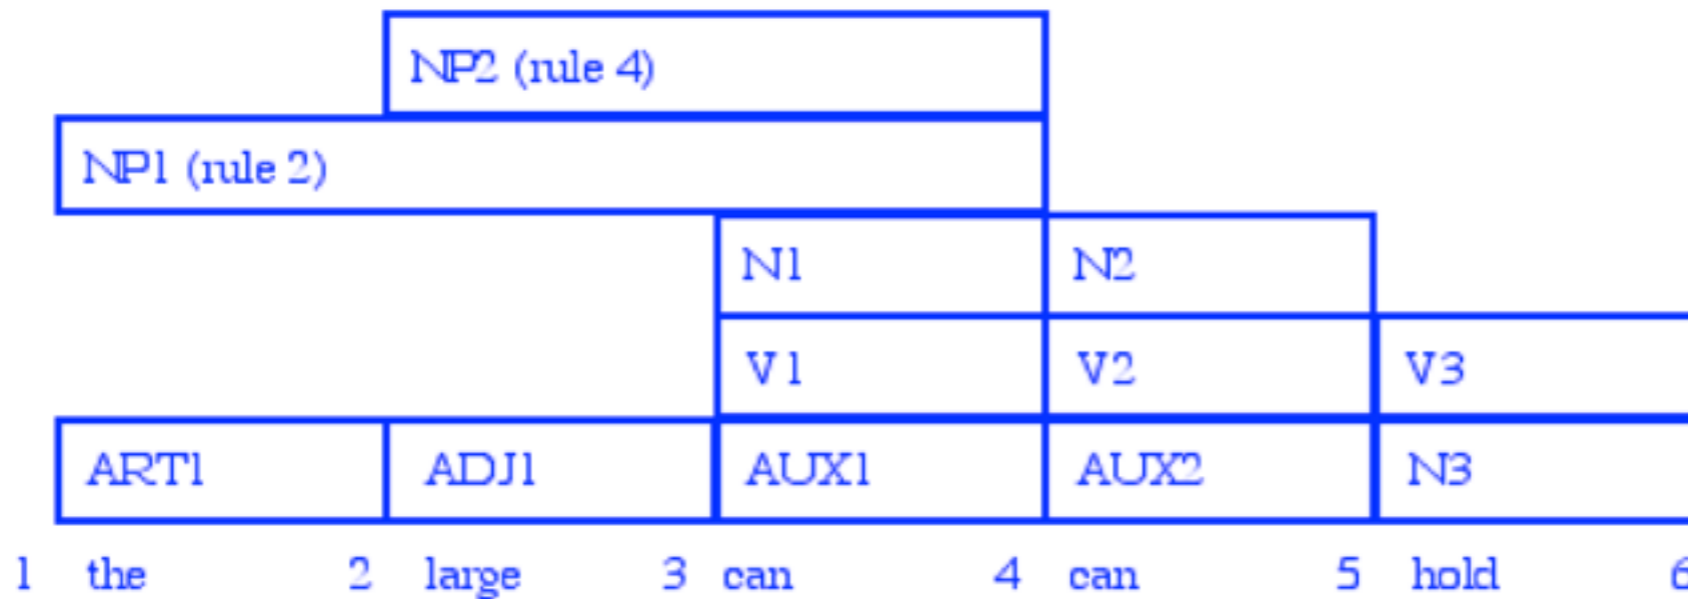 NP2 (rule 4)
NP1 (rule 2)
N1 N2
V1 V2 V3
ART1 ADJ1 AUX1 AUX2 N3
1 the 2 large 3 can 4 can 5 hold 6